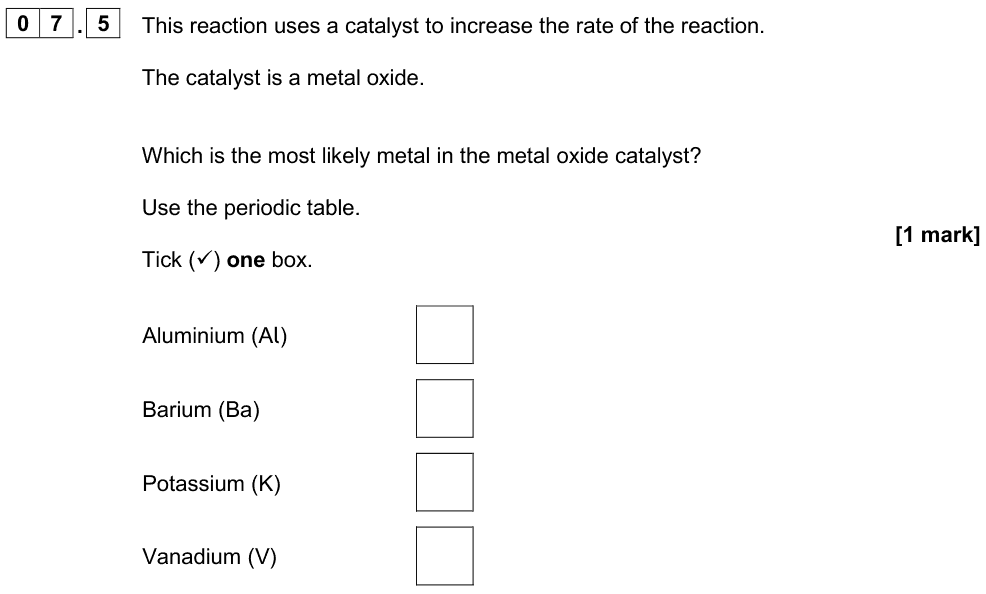 07.5 This reaction uses a catalyst to increase the rate of the reaction.
The catalyst is a metal oxide.
Which is the most likely metal in the metal oxide catalyst?
Use the periodic table.
[1 mark]
Tick (✓) one box.
Aluminium (Al)
Barium (Ba)
Potassium (K)
Vanadium (V)